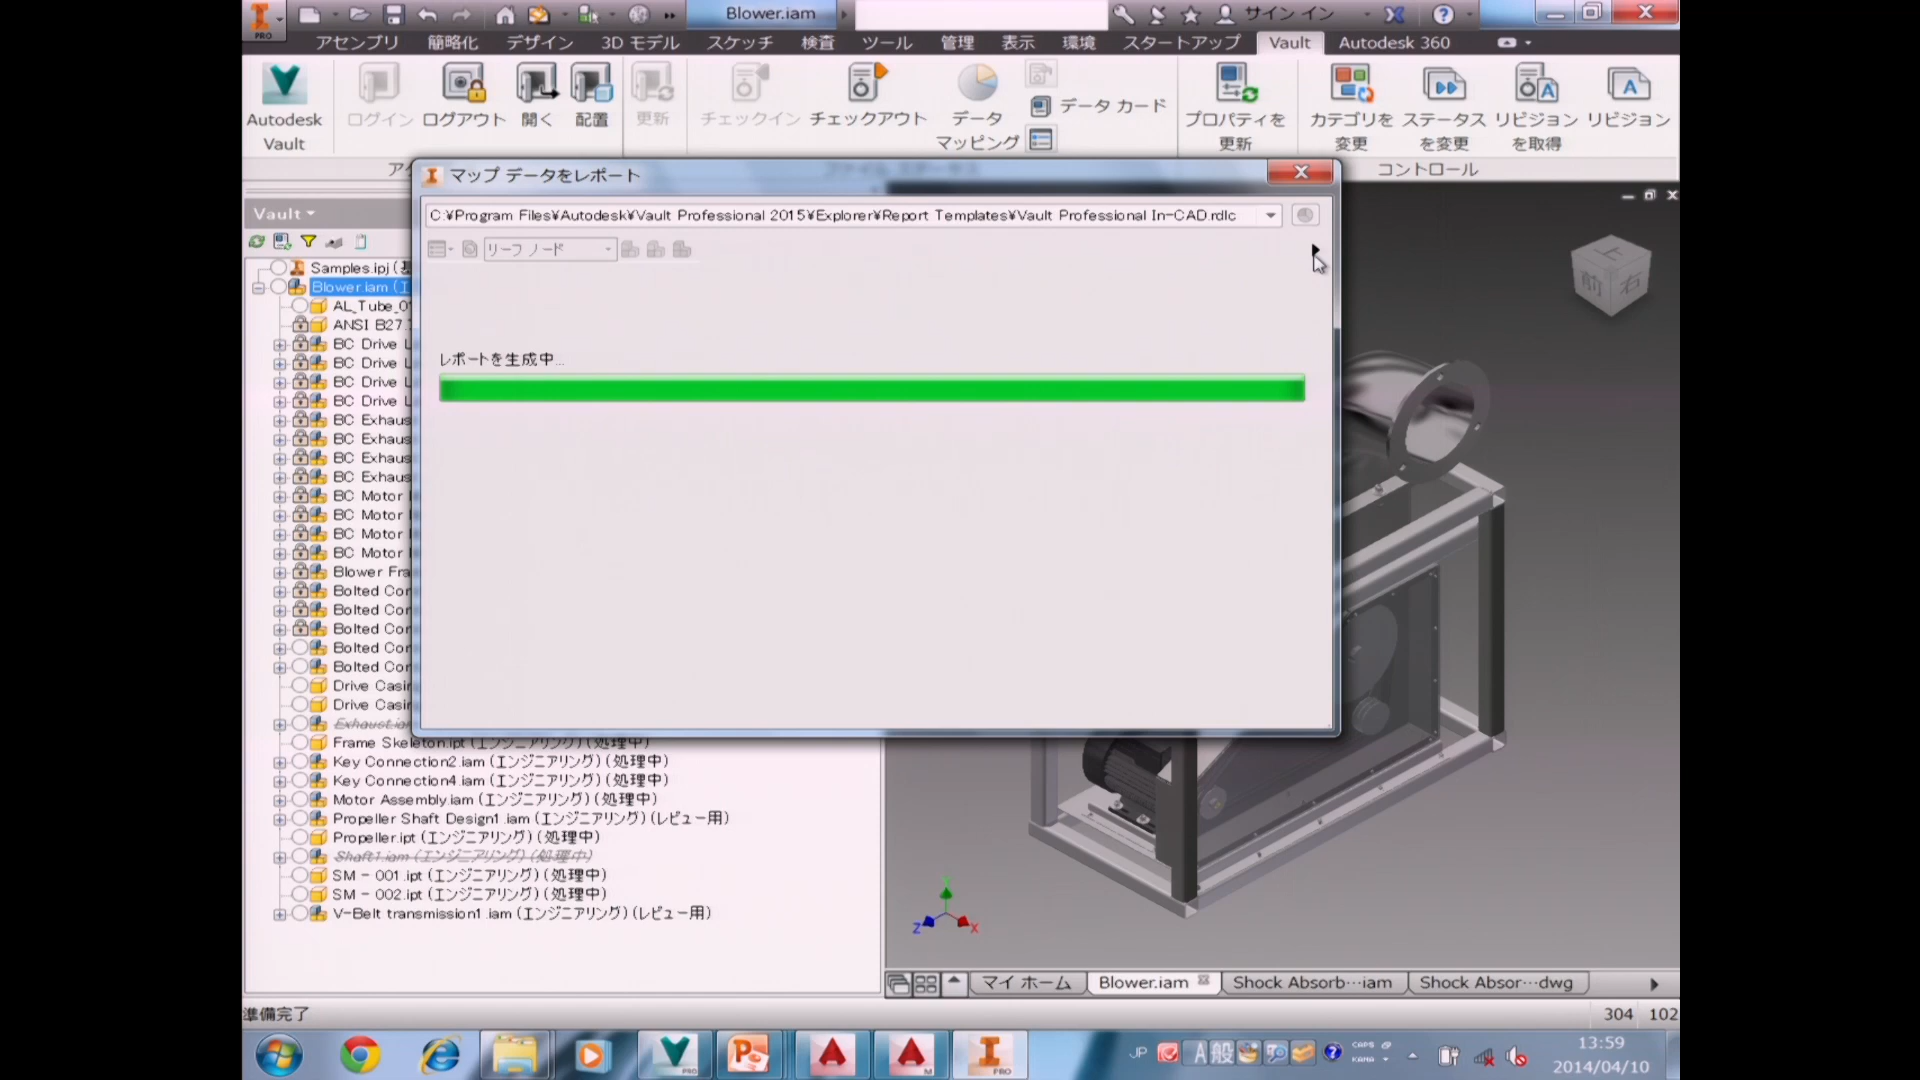 PRO
Blower.iam
サイン イン
アセンブリ 簡略化 デザイン 3D モデル スケッチ 検査 ツール 管理 表示 環境 スタートアップ Vault Autodesk 360
Autodesk Vault
ログイン ログアウト 開く 配置 更新 チェックイン チェックアウト データ マッピング データ カード プロパティを更新 カテゴリを変更 ステータスを変更 リビジョンを取得 リビジョン
コントロール
マップ データをレポート
C:¥Program Files¥Autodesk¥Vault Professional 2015¥Explorer¥Report Templates¥Vault Professional In-CAD.rdlc
リーフ ノード
レポートを生成中...
Vault
Samples.ipj (
Blower.iam (エ
AL_Tube_0
ANSI B27.
BC Drive L
BC Drive L
BC Drive L
BC Drive L
BC Exhaus
BC Exhaus
BC Exhaus
BC Exhaus
BC Motor
BC Motor
BC Motor
BC Motor
Blower Fra
Bolted Cor
Bolted Cor
Bolted Cor
Bolted Cor
Bolted Cor
Drive Casir
Drive Casir
Exhaust.ia
Frame Skeleton.ipt (エンジニアリング) (処理中)
Key Connection2.iam (エンジニアリング) (処理中)
Key Connection4.iam (エンジニアリング) (処理中)
Motor Assembly.iam (エンジニアリング) (処理中)
Propeller Shaft Design1.iam (エンジニアリング) (レビュー用)
Propeller.ipt (エンジニアリング) (処理中)
Shaft1.iam (エンジニアリング) (処理中)
SM - 001.ipt (エンジニアリング) (処理中)
SM - 002.ipt (エンジニアリング) (処理中)
V-Belt transmission1.iam (エンジニアリング) (レビュー用)
上 前 右
Z X
マイ ホーム Blower.iam Shock Absorb…iam Shock Absor…dwg
準備完了
304 102
JP A 般 CAPS KANA
13:59
2014/04/10